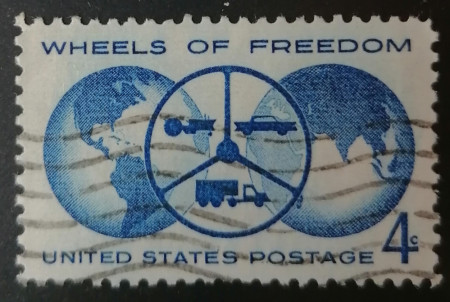 WHEELS OF FREEDOM
UNITED STATES POSTAGE 4c